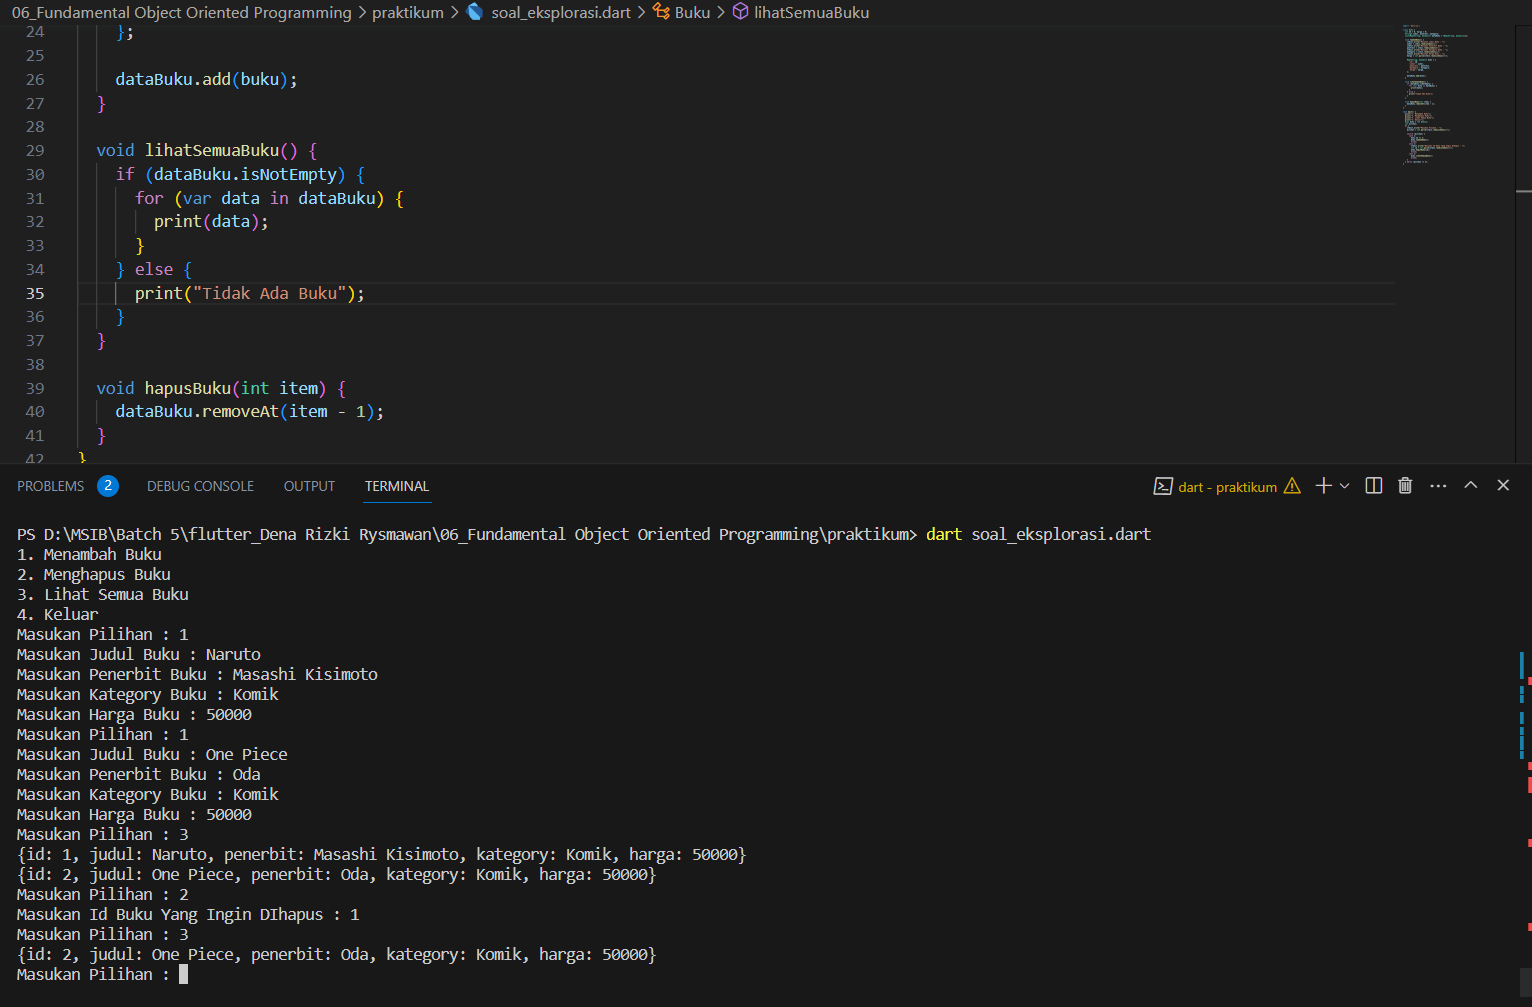 06_Fundamental Object Oriented Programming > praktikum > soal_eksplorasi.dart > Buku > lihatSemuaBuku
24 };
25
26 dataBuku.add(buku);
27 }
28
29 void lihatSemuaBuku() {
30 if (dataBuku.isNotEmpty) {
31 for (var data in dataBuku) {
32 print(data);
33 }
34 } else {
35 print("Tidak Ada Buku");
36 }
37 }
38
39 void hapusBuku(int item) {
40 dataBuku.removeAt(item - 1);
41 }
42 }
PROBLEMS 2 DEBUG CONSOLE OUTPUT TERMINAL dart - praktikum
PS D:\MSIB\Batch 5\flutter_Dena Rizki Rysmawan\06_Fundamental Object Oriented Programming\praktikum> dart soal_eksplorasi.dart
1. Menambah Buku
2. Menghapus Buku
3. Lihat Semua Buku
4. Keluar
Masukan Pilihan : 1
Masukan Judul Buku : Naruto
Masukan Penerbit Buku : Masashi Kisimoto
Masukan Kategory Buku : Komik
Masukan Harga Buku : 50000
Masukan Pilihan : 1
Masukan Judul Buku : One Piece
Masukan Penerbit Buku : Oda
Masukan Kategory Buku : Komik
Masukan Harga Buku : 50000
Masukan Pilihan : 3
{id: 1, judul: Naruto, penerbit: Masashi Kisimoto, kategory: Komik, harga: 50000}
{id: 2, judul: One Piece, penerbit: Oda, kategory: Komik, harga: 50000}
Masukan Pilihan : 2
Masukan Id Buku Yang Ingin DIhapus : 1
Masukan Pilihan : 3
{id: 2, judul: One Piece, penerbit: Oda, kategory: Komik, harga: 50000}
Masukan Pilihan :